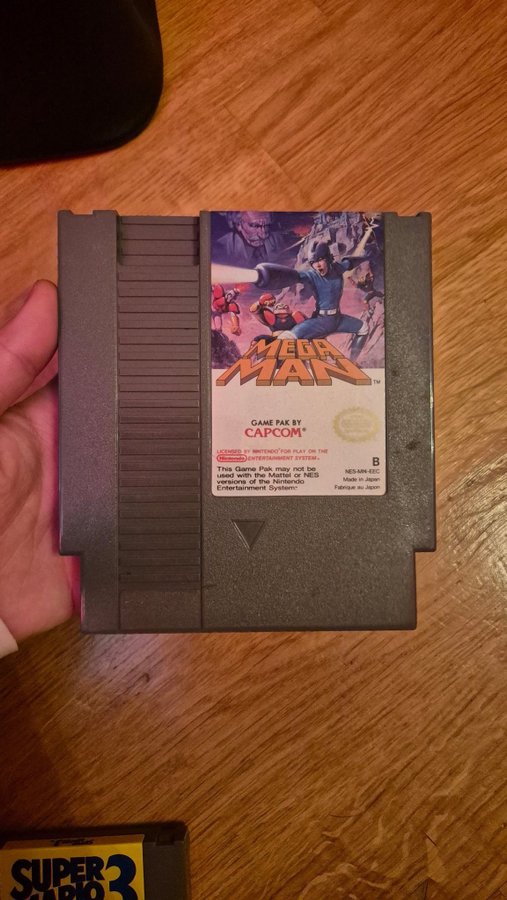 MEGA
MAN™
GAME PAK BY
CAPCOM®
LICENSED BY NINTENDO® FOR PLAY ON THE
Nintendo ENTERTAINMENT SYSTEM™
This Game Pak may not be
used with the Mattel or NES
versions of the Nintendo
Entertainment System.
B
NES-MN-EEC
Made in Japan
Fabriqué au Japon
SUPER
MARIO 3